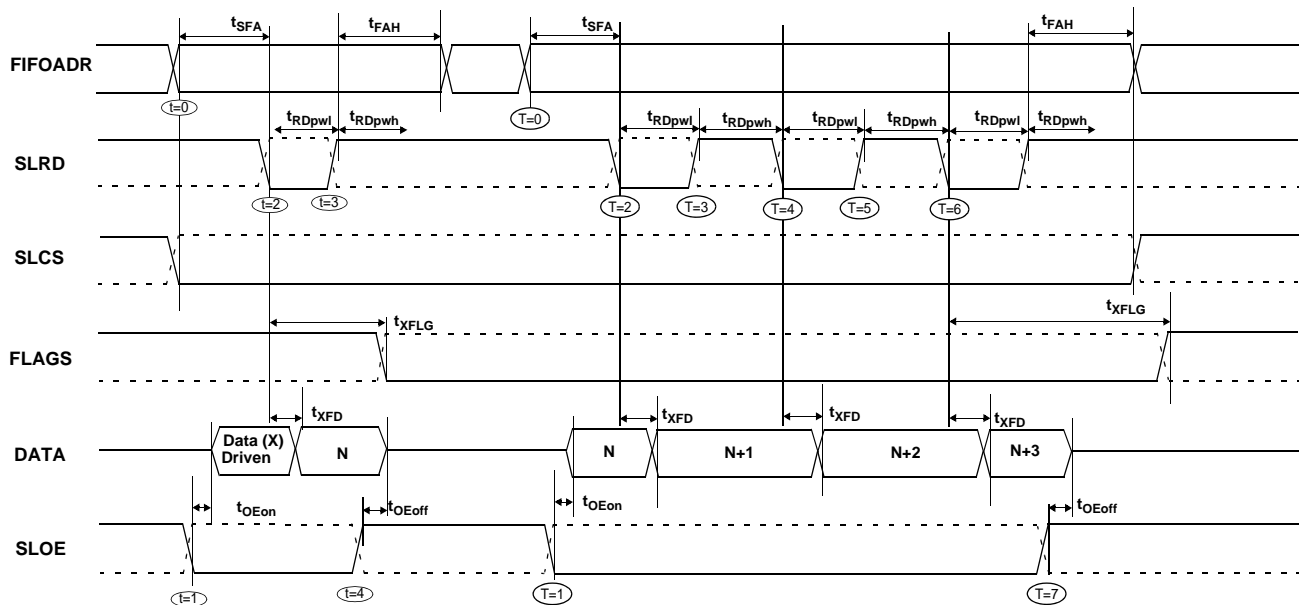 tSFA tFAH tSFA tFAH
FIFOADR
t=0 T=0
tRDpwl tRDpwh tRDpwl tRDpwh tRDpwl tRDpwh tRDpwl tRDpwh
SLRD
t=2 t=3 T=2 T=3 T=4 T=5 T=6
SLCS
tXFLG tXFLG
FLAGS
tXFD tXFD tXFD tXFD
DATA
Data (X)
Driven
N N N+1 N+2 N+3
tOEon tOEoff tOEon tOEoff
SLOE
t=1 t=4 T=1 T=7